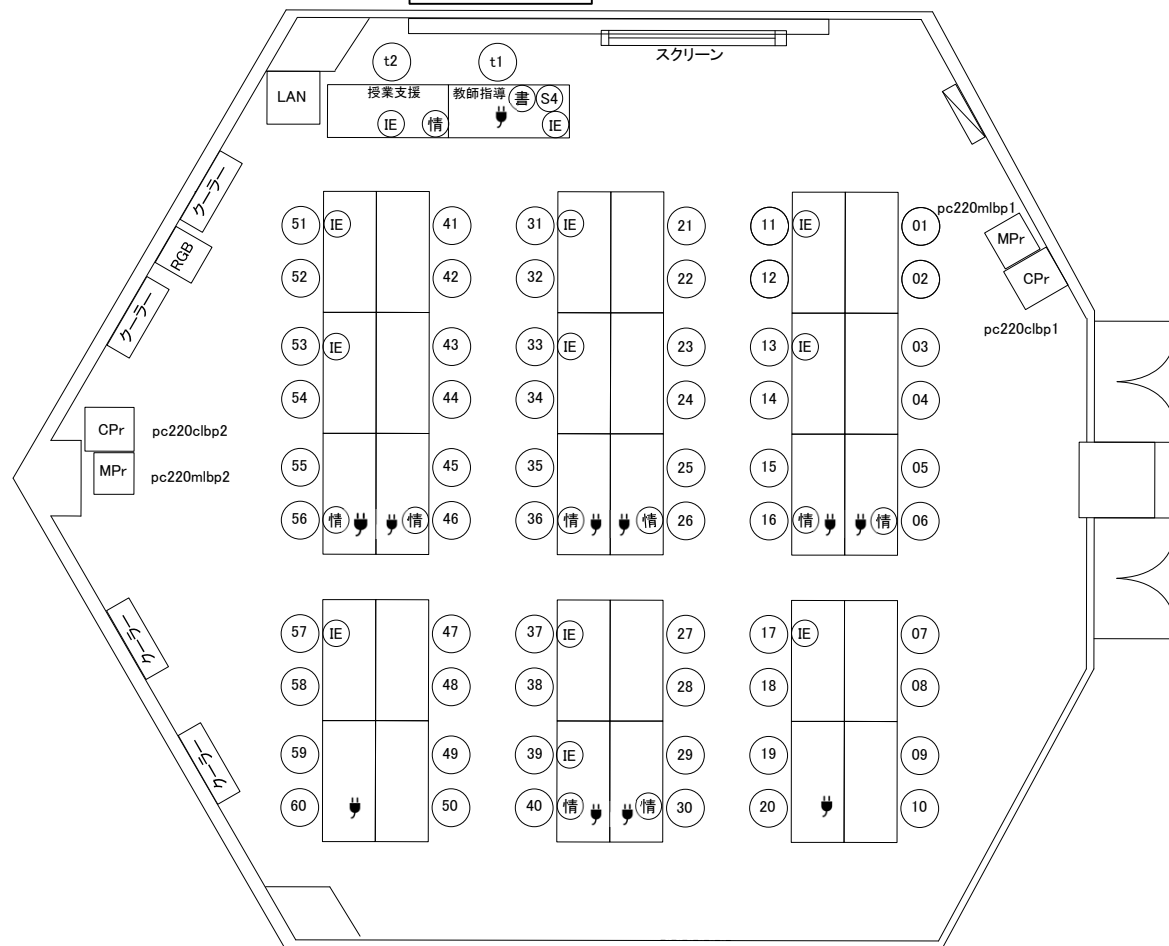 スクリーン
t2
t1
LAN
授業支援
教師指導
書
S4
IE
情
IE
クーラー
RGB
クーラー
pc220mlbp1
MPr
CPr
pc220clbp1
51 IE 41 31 IE 21 11 IE 01
52 42 32 22 12 02
53 IE 43 33 IE 23 13 IE 03
54 44 34 24 14 04
CPr pc220clbp2
MPr pc220mlbp2
55 45 35 25 15 05
56 情 情 46 36 情 情 26 16 情 情 06
57 IE 47 37 IE 27 17 IE 07
58 48 38 28 18 08
59 49 39 IE 29 19 09
60 50 40 情 情 30 20 10
クーラー
クーラー